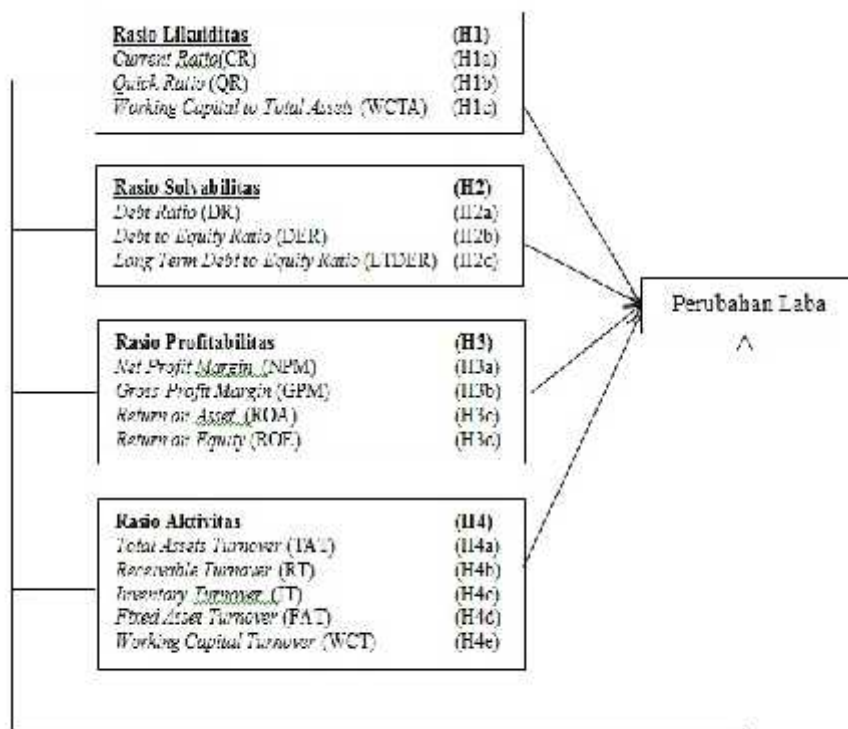 Rasio Likuiditas (H1)
Current Ratio(CR) (H1a)
Quick Ratio (QR) (H1b)
Working Capital to Total Assets (WCTA) (H1c)
Rasio Solvabilitas (H2)
Debt Ratio (DR) (H2a)
Debt to Equity Ratio (DER) (H2b)
Long Term Debt to Equity Ratio (LTDER) (H2c)
Perubahan Laba
Rasio Profitabilitas (H3)
Net Profit Margin (NPM) (H3a)
Gross Profit Margin (GPM) (H3b)
Return on Asset (ROA) (H3c)
Return on Equity (ROE) (H3d)
Rasio Aktivitas (H4)
Total Assets Turnover (TAT) (H4a)
Receivable Turnover (RT) (H4b)
Inventory Turnover (IT) (H4c)
Fixed Asset Turnover (FAT) (H4d)
Working Capital Turnover (WCT) (H4e)